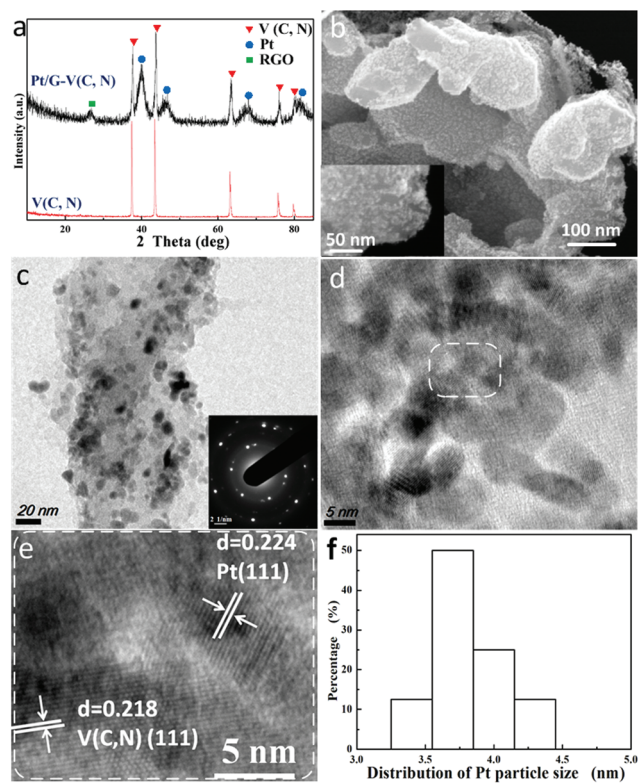 a
V (C, N)
Pt
RGO
Pt/G-V(C, N)
V(C, N)
Intensity (a.u.)
20 40 60 80
2 Theta (deg)
b
50 nm
100 nm
c
20 nm
2 1/nm
d
5 nm
e
d=0.224
Pt(111)
d=0.218
V(C,N) (111)
5 nm
f
Percentage (%)
50
40
30
20
10
0
3.0 3.5 4.0 4.5 5.0
Distribution of Pt particle size (nm)